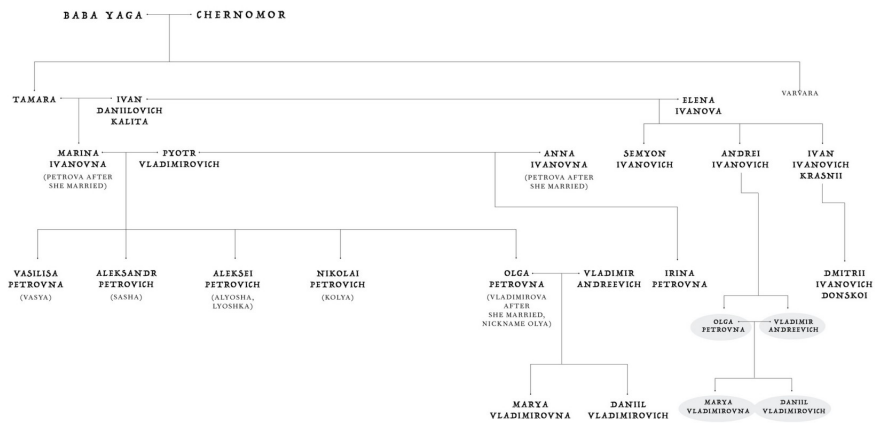 BABA YAGA
CHERNOMOR
TAMARA
IVAN
DANIILOVICH
KALITA
ELENA
IVANOVA
VARVARA
MARINA
IVANOVNA
(PETROVA AFTER
SHE MARRIED)
PYOTR
VLADIMIROVICH
ANNA
IVANOVNA
(PETROVA AFTER
SHE MARRIED)
SEMYON
IVANOVICH
ANDREI
IVANOVICH
IVAN
IVANOVICH
KRASNII
VASILISA
PETROVNA
(VASYA)
ALEKSANDR
PETROVICH
(SASHA)
ALEKSEI
PETROVICH
(ALYOSHA,
LYOSHKA)
NIKOLAI
PETROVICH
(KOLYA)
OLGA
PETROVNA
(VLADIMIROVA
AFTER
SHE MARRIED,
NICKNAME OLYA)
VLADIMIR
ANDREEVICH
IRINA
PETROVNA
DMITRII
IVANOVICH
DONSKOI
OLGA
PETROVNA
VLADIMIR
ANDREEVICH
MARYA
VLADIMIROVNA
DANIIL
VLADIMIROVICH
MARYA
VLADIMIROVNA
DANIIL
VLADIMIROVICH